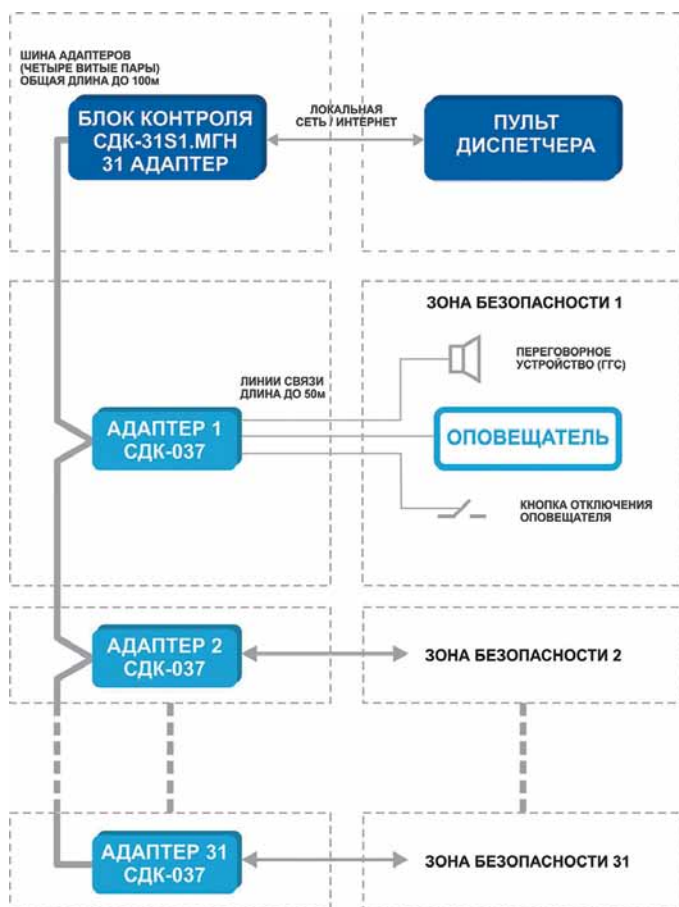 ШИНА АДАПТЕРОВ
(ЧЕТЫРЕ ВИТЫЕ ПАРЫ)
ОБЩАЯ ДЛИНА ДО 100м
БЛОК КОНТРОЛЯ
СДК-31S1.МГН
31 АДАПТЕР
ЛОКАЛЬНАЯ
СЕТЬ / ИНТЕРНЕТ
ПУЛЬТ
ДИСПЕТЧЕРА
ЗОНА БЕЗОПАСНОСТИ 1
ПЕРЕГОВОРНОЕ
УСТРОЙСТВО (ГГС)
ЛИНИИ СВЯЗИ
ДЛИНА ДО 50м
АДАПТЕР 1
СДК-037
ОПОВЕЩАТЕЛЬ
КНОПКА ОТКЛЮЧЕНИЯ
ОПОВЕЩАТЕЛЯ
АДАПТЕР 2
СДК-037
ЗОНА БЕЗОПАСНОСТИ 2
АДАПТЕР 31
СДК-037
ЗОНА БЕЗОПАСНОСТИ 31